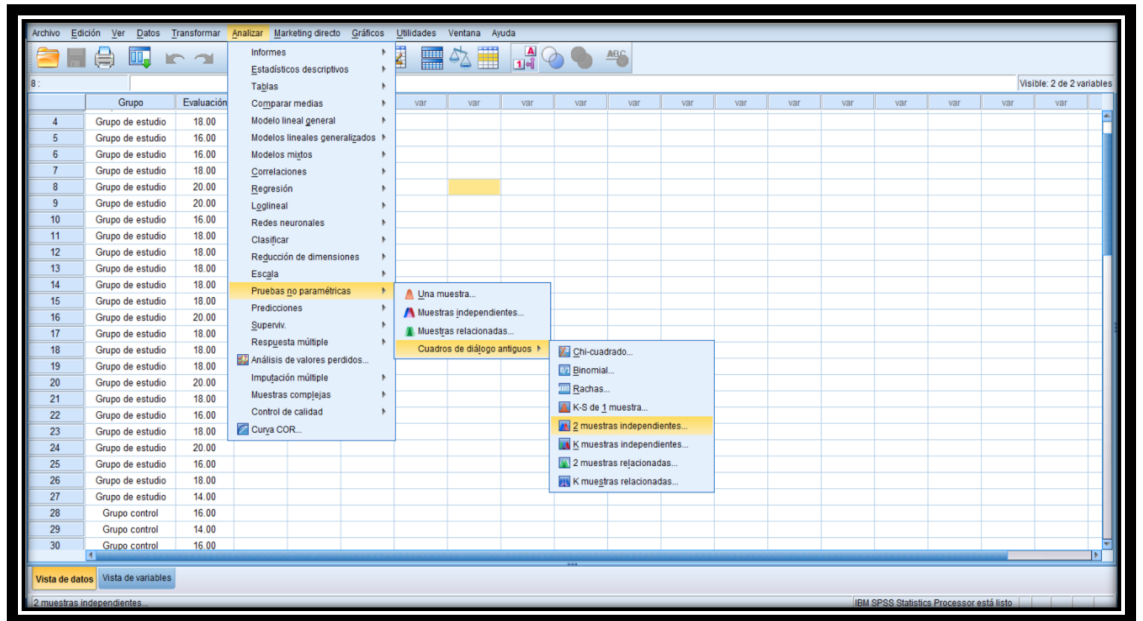 Archivo Edición Ver Datos Transformar Analizar Marketing directo Gráficos Utilidades Ventana Ayuda
8 :
Visible: 2 de 2 variables
Grupo Evaluación var var var var var var var var var var var var var
4 Grupo de estudio 18.00
5 Grupo de estudio 16.00
6 Grupo de estudio 16.00
7 Grupo de estudio 18.00
8 Grupo de estudio 20.00
9 Grupo de estudio 20.00
10 Grupo de estudio 16.00
11 Grupo de estudio 18.00
12 Grupo de estudio 18.00
13 Grupo de estudio 18.00
14 Grupo de estudio 18.00
15 Grupo de estudio 18.00
16 Grupo de estudio 20.00
17 Grupo de estudio 18.00
18 Grupo de estudio 18.00
19 Grupo de estudio 18.00
20 Grupo de estudio 20.00
21 Grupo de estudio 18.00
22 Grupo de estudio 16.00
23 Grupo de estudio 18.00
24 Grupo de estudio 20.00
25 Grupo de estudio 16.00
26 Grupo de estudio 18.00
27 Grupo de estudio 14.00
28 Grupo control 16.00
29 Grupo control 14.00
30 Grupo control 16.00
Informes
Estadísticos descriptivos
Tablas
Comparar medias
Modelo lineal general
Modelos lineales generalizados
Modelos mixtos
Correlaciones
Regresión
Loglineal
Redes neuronales
Clasificar
Reducción de dimensiones
Escala
Pruebas no paramétricas
Predicciones
Superviv.
Respuesta múltiple
Análisis de valores perdidos...
Imputación múltiple
Muestras complejas
Control de calidad
Curva COR...
Una muestra...
Muestras independientes...
Muestras relacionadas...
Cuadros de diálogo antiguos
Chi-cuadrado...
Binomial...
Rachas...
K-S de 1 muestra...
2 muestras independientes...
K muestras independientes...
2 muestras relacionadas...
K muestras relacionadas...
Vista de datos Vista de variables
2 muestras independientes...
IBM SPSS Statistics Processor está listo